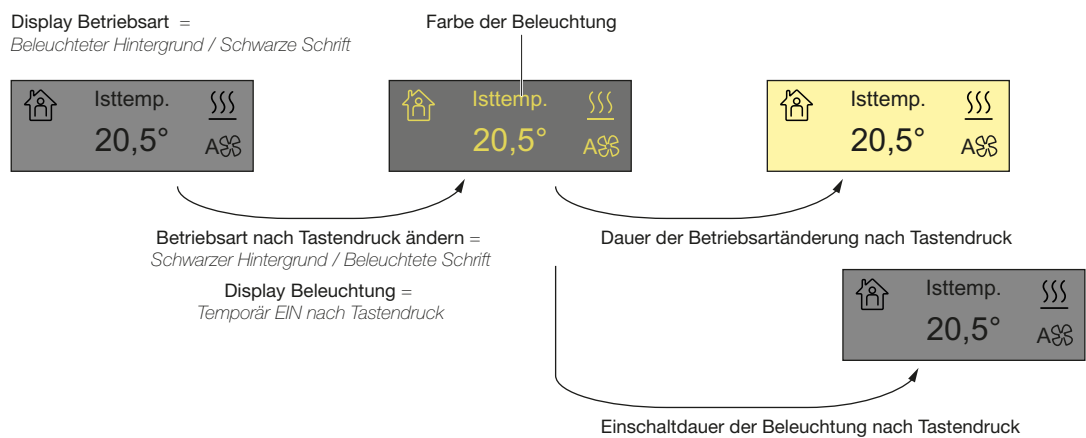 Display Betriebsart =
Beleuchteter Hintergrund / Schwarze Schrift
Farbe der Beleuchtung
Isttemp.
20,5°
A
Isttemp.
20,5°
A
Isttemp.
20,5°
A
Betriebsart nach Tastendruck ändern =
Schwarzer Hintergrund / Beleuchtete Schrift
Display Beleuchtung =
Temporär EIN nach Tastendruck
Dauer der Betriebsartänderung nach Tastendruck
Isttemp.
20,5°
A
Einschaltdauer der Beleuchtung nach Tastendruck